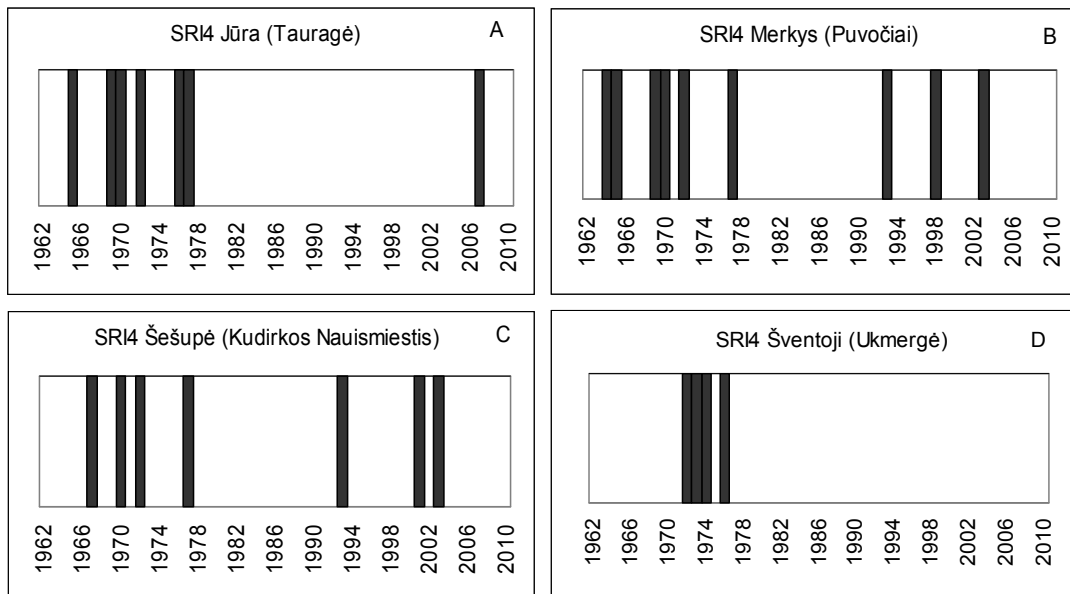 SRI4 Jūra (Tauragė) A
1962 1966 1970 1974 1978 1982 1986 1990 1994 1998 2002 2006 2010
SRI4 Merkys (Puvočiai) B
1962 1966 1970 1974 1978 1982 1986 1990 1994 1998 2002 2006 2010
SRI4 Šešupė (Kudirkos Nauismiestis) C
1962 1966 1970 1974 1978 1982 1986 1990 1994 1998 2002 2006 2010
SRI4 Šventoji (Ukmergė) D
1962 1966 1970 1974 1978 1982 1986 1990 1994 1998 2002 2006 2010